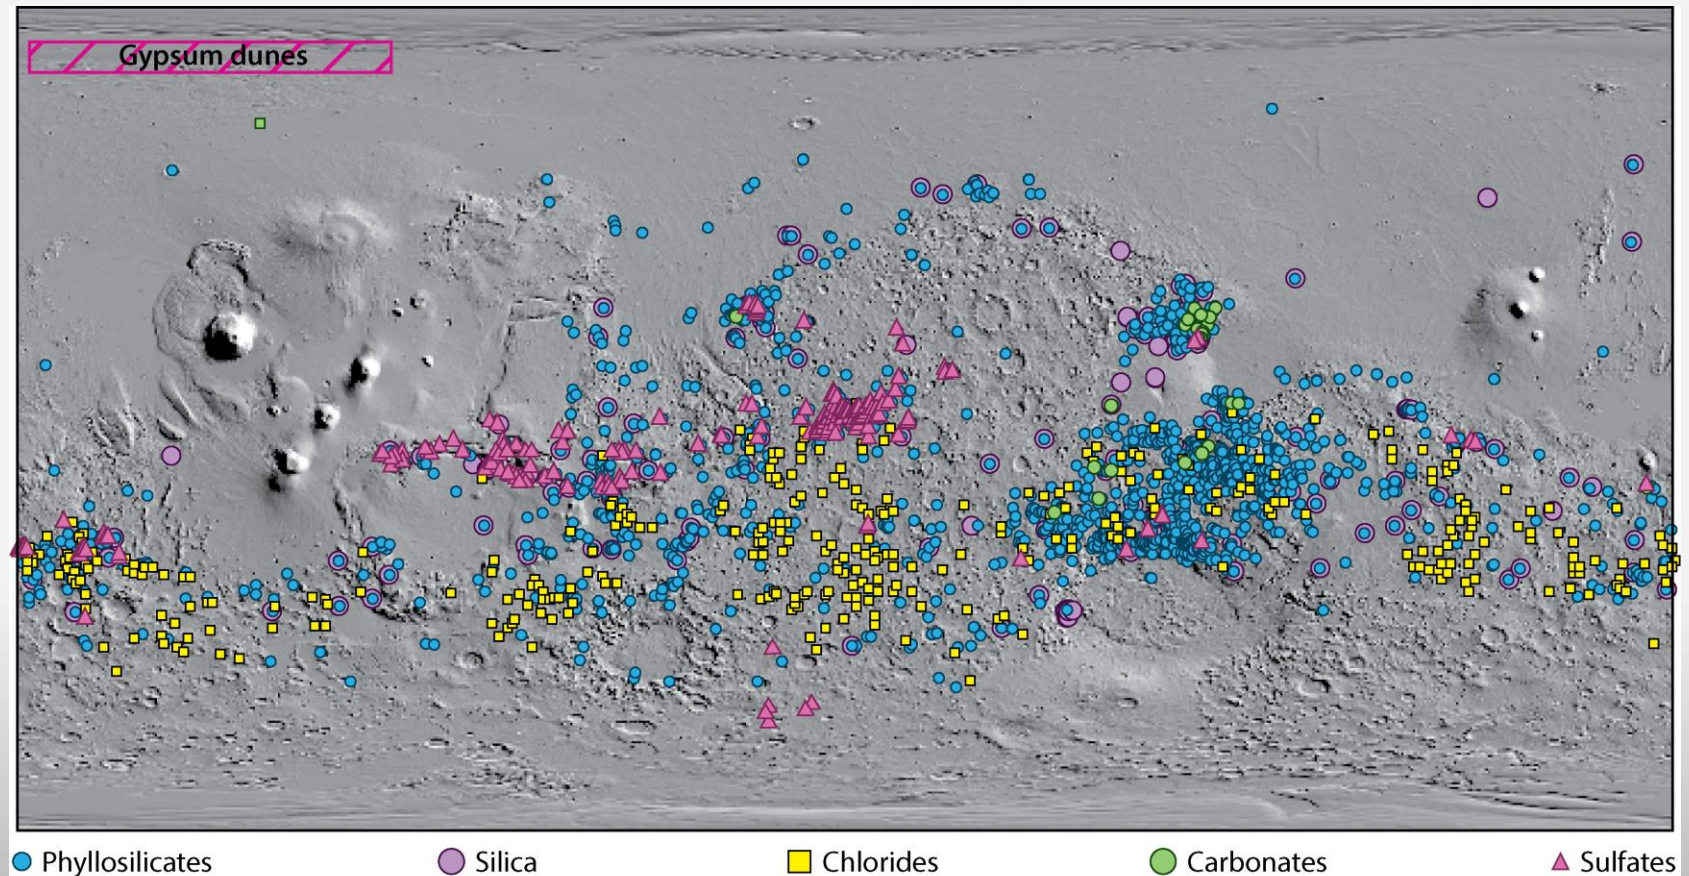 Gypsum dunes
Phyllosilicates
Silica
Chlorides
Carbonates
Sulfates